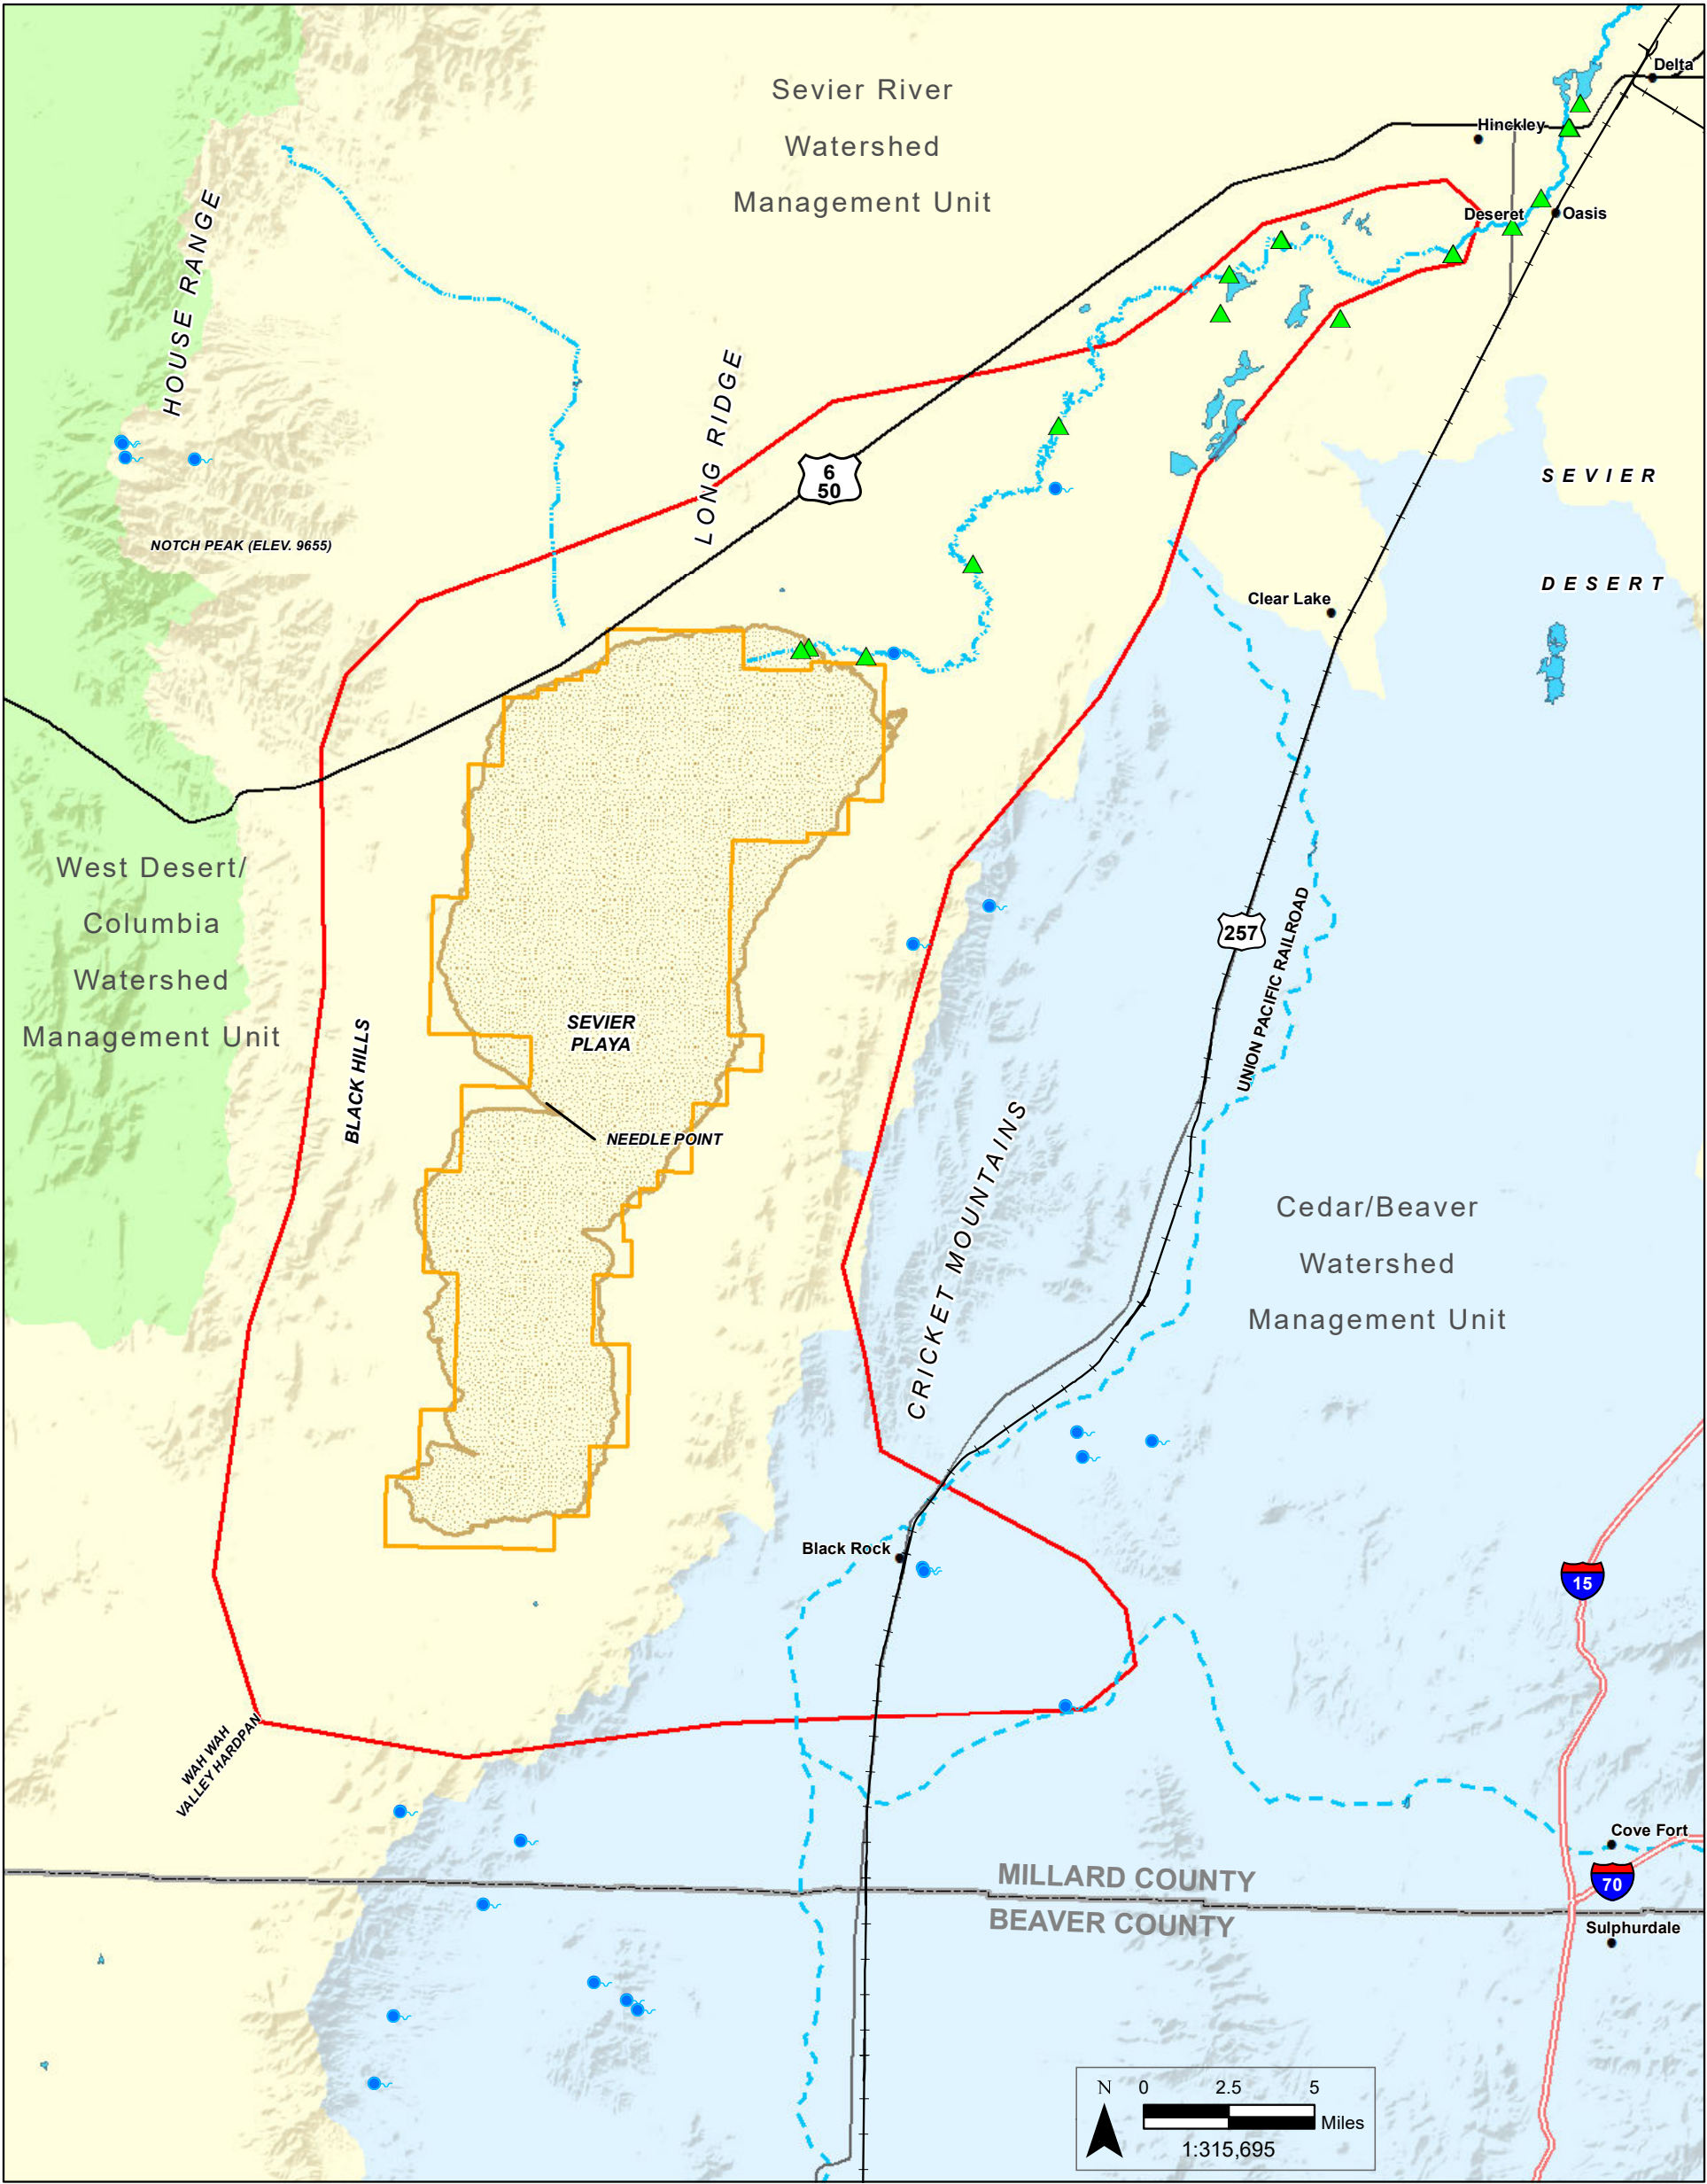 Delta
Sevier River
Watershed
Management Unit
Hinckley
Deseret
Oasis
HOUSE RANGE
LONG RIDGE
6
50
SEVIER
NOTCH PEAK (ELEV. 9655)
DESERT
Clear Lake
West Desert/
Columbia
Watershed
Management Unit
257
UNION PACIFIC RAILROAD
SEVIER
PLAYA
BLACK HILLS
NEEDLE POINT
CRICKET MOUNTAINS
Cedar/Beaver
Watershed
Management Unit
Black Rock
15
WAH WAH
VALLEY HARDPAN
Cove Fort
MILLARD COUNTY
70
BEAVER COUNTY
Sulphurdale
N 0 2.5 5
Miles
1:315,695